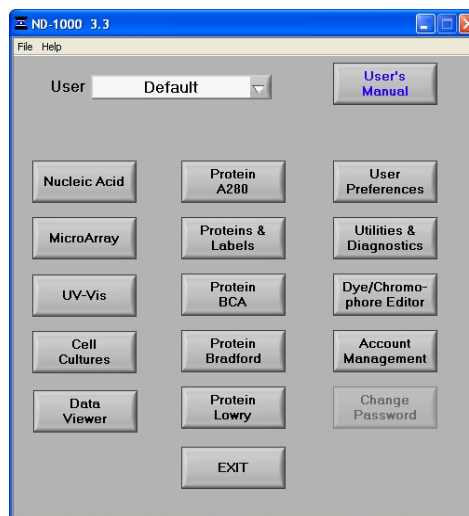 ND-1000 3.3
File Help
User Default
User's
Manual
Nucleic Acid
Protein
A280
User
Preferences
MicroArray
Proteins &
Labels
Utilities &
Diagnostics
UV-Vis
Protein
BCA
Dye/Chromo-
phore Editor
Cell
Cultures
Protein
Bradford
Account
Management
Data
Viewer
Protein
Lowry
Change
Password
EXIT